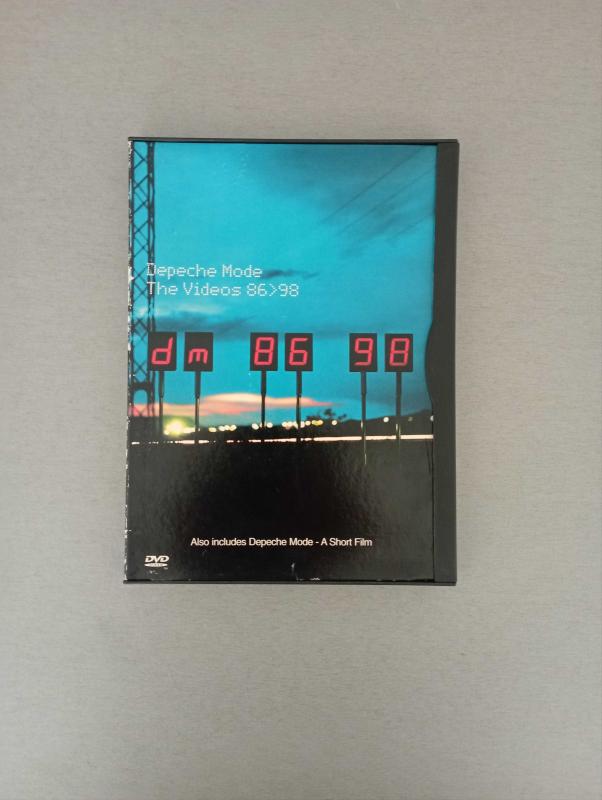 Depeche Mode
The Videos 86>98
dm 86 98
Also includes Depeche Mode - A Short Film
DVD